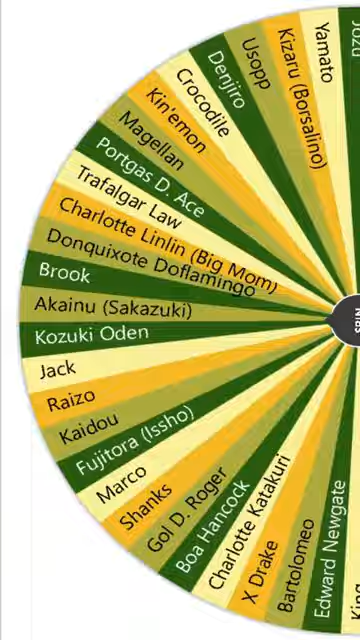 Yamato
Kizaru (Borsalino)
Usopp
Denjiro
Crocodile
Kin'emon
Magellan
Portgas D. Ace
Trafalgar Law
Charlotte Linlin (Big Mom)
Donquixote Doflamingo
Brook
Akainu (Sakazuki)
Kozuki Oden
Jack
Raizo
Kaidou
Fujitora (Issho)
Marco
Shanks
Gol D. Roger
Boa Hancock
Charlotte Katakuri
X Drake
Bartolomeo
Edward Newgate
King
SPIN